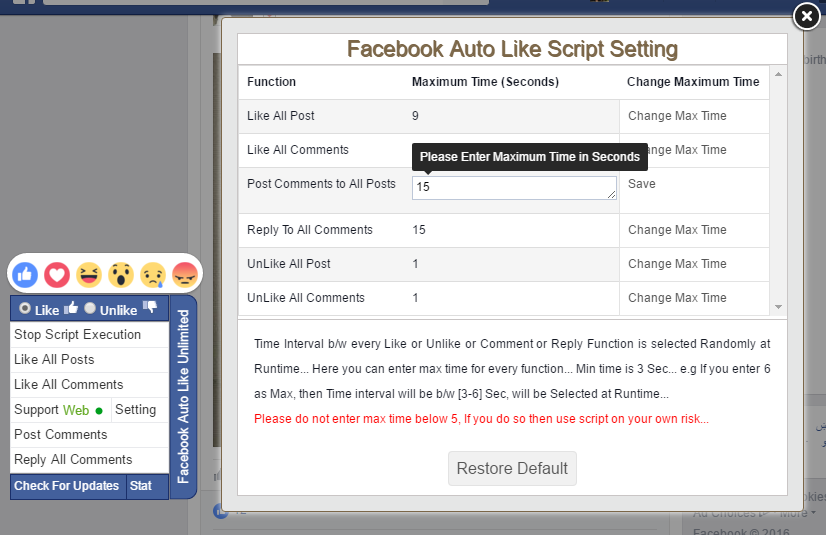 Facebook Auto Like Script Setting
Function Maximum Time (Seconds) Change Maximum Time
Like All Post 9 Change Max Time
Like All Comments Change Max Time
Please Enter Maximum Time in Seconds
Post Comments to All Posts 15 Save
Reply To All Comments 15 Change Max Time
UnLike All Post 1 Change Max Time
UnLike All Comments 1 Change Max Time
Time Interval b/w every Like or Unlike or Comment or Reply Function is selected Randomly at
Runtime... Here you can enter max time for every function... Min time is 3 Sec... e.g If you enter 6
as Max, then Time interval will be b/w [3-6] Sec, will be Selected at Runtime...
Please do not enter max time below 5, If you do so then use script on your own risk...
Restore Default
Like Unlike
Stop Script Execution
Like All Posts
Like All Comments
Support Web Setting
Post Comments
Reply All Comments
Check For Updates Stat
Facebook Auto Like Unlimited
birth
okies
Ad Choices More
Facebook © 2016